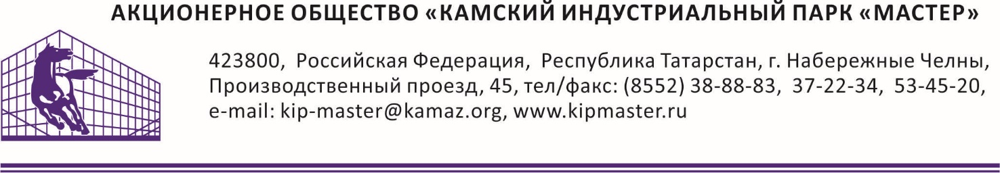 АКЦИОНЕРНОЕ ОБЩЕСТВО «КАМСКИЙ ИНДУСТРИАЛЬНЫЙ ПАРК «МАСТЕР»
423800, Российская Федерация, Республика Татарстан, г. Набережные Челны,
Производственный проезд, 45, тел/факс: (8552) 38-88-83, 37-22-34, 53-45-20,
e-mail: kip-master@kamaz.org, www.kipmaster.ru